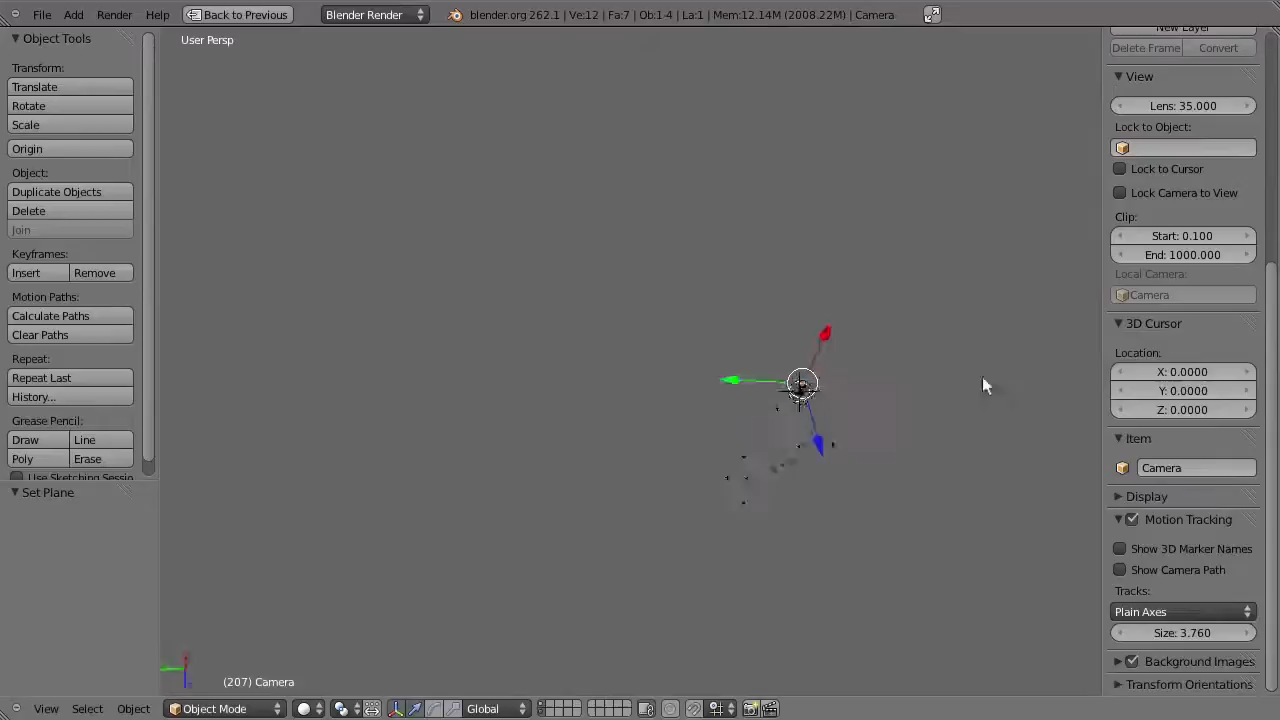 File Add Render Help Back to Previous Blender Render blender.org 262.1 | Ve:12 | Fa:7 | Ob:1-4 | La:1 | Mem:12.14M (2008.22M) | Camera
Object Tools
Transform:
Translate
Rotate
Scale
Origin
Object:
Duplicate Objects
Delete
Join
Keyframes:
Insert Remove
Motion Paths:
Calculate Paths
Clear Paths
Repeat:
Repeat Last
History...
Grease Pencil:
Draw Line
Poly Erase
Use Sketching Sessio
Set Plane
User Persp
(207) Camera
New Layer
Delete Frame Convert
View
Lens: 35.000
Lock to Object:
Lock to Cursor
Lock Camera to View
Clip:
Start: 0.100
End: 1000.000
Local Camera:
Camera
3D Cursor
Location:
X: 0.0000
Y: 0.0000
Z: 0.0000
Item
Camera
Display
Motion Tracking
Show 3D Marker Names
Show Camera Path
Tracks:
Plain Axes
Size: 3.760
Background Images
Transform Orientations
View Select Object Object Mode Global